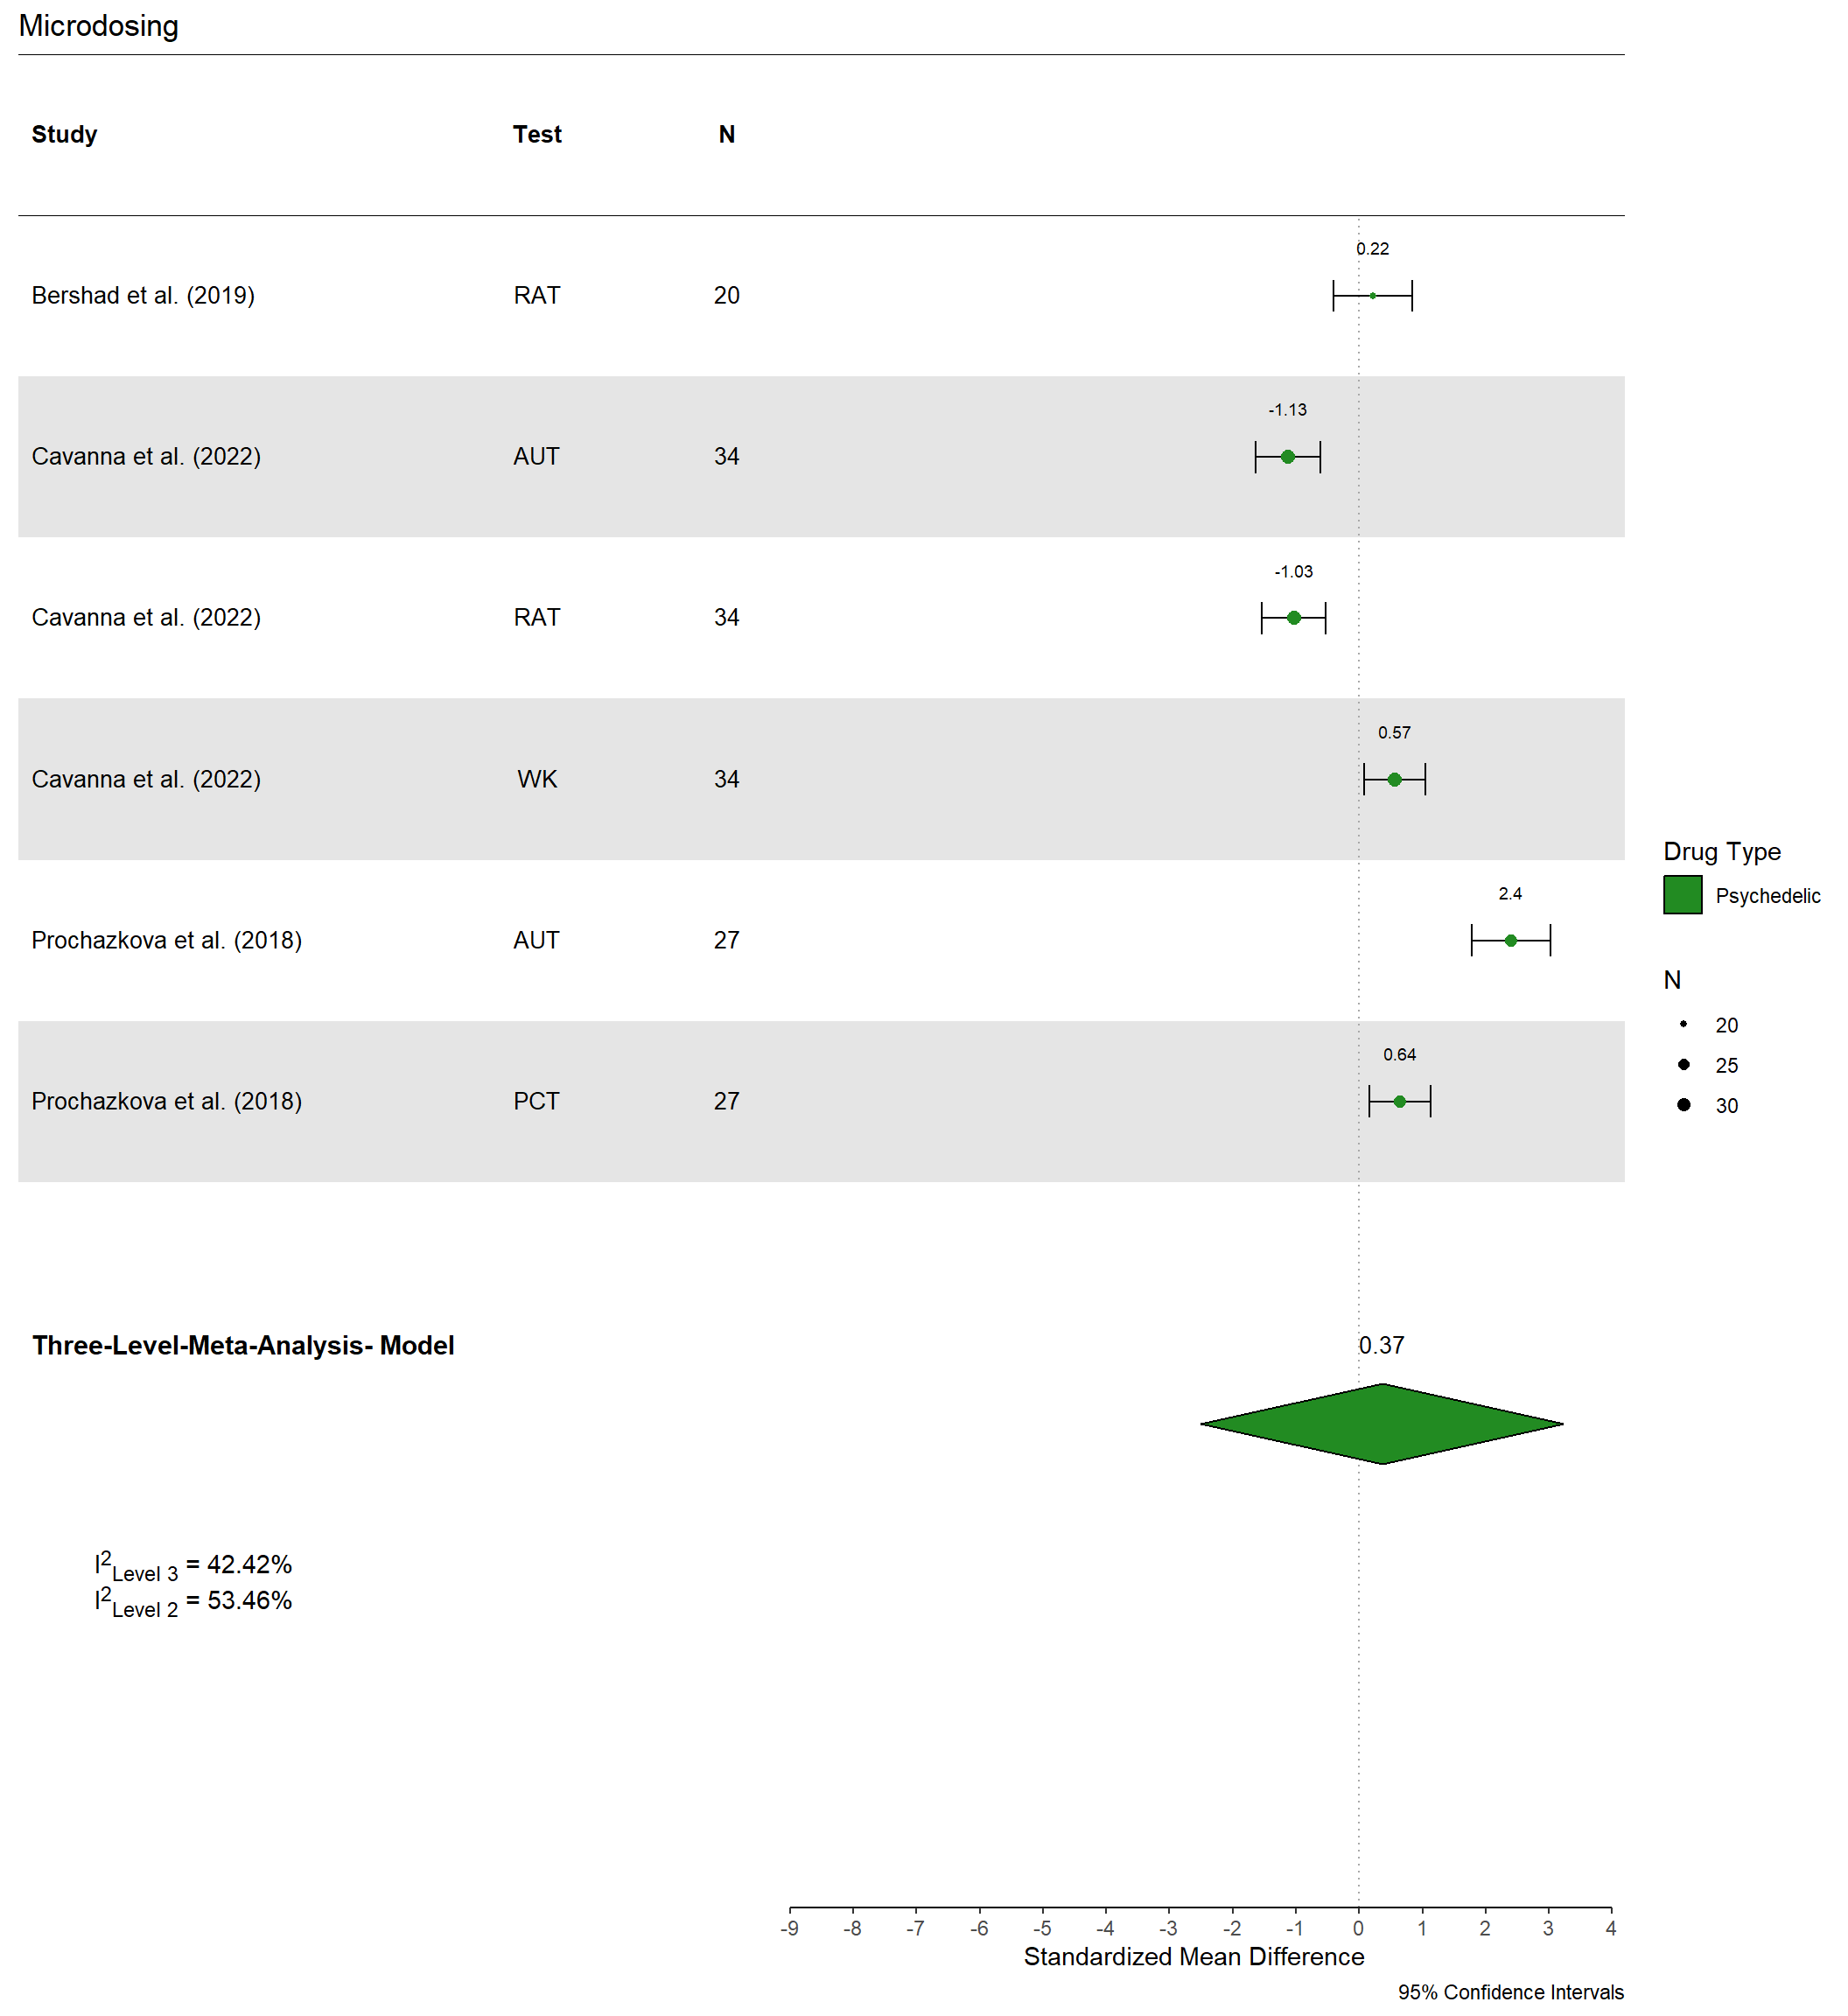 Microdosing
Study Test N
0.22
Bershad et al. (2019) RAT 20
-1.13
Cavanna et al. (2022) AUT 34
-1.03
Cavanna et al. (2022) RAT 34
0.57
Cavanna et al. (2022) WK 34
Drug Type
Psychedelic
2.4
Prochazkova et al. (2018) AUT 27
N
20
25
30
0.64
Prochazkova et al. (2018) PCT 27
Three-Level-Meta-Analysis- Model 0.37
I2Level 3 = 42.42%
I2Level 2 = 53.46%
-9 -8 -7 -6 -5 -4 -3 -2 -1 0 1 2 3 4
Standardized Mean Difference
95% Confidence Intervals